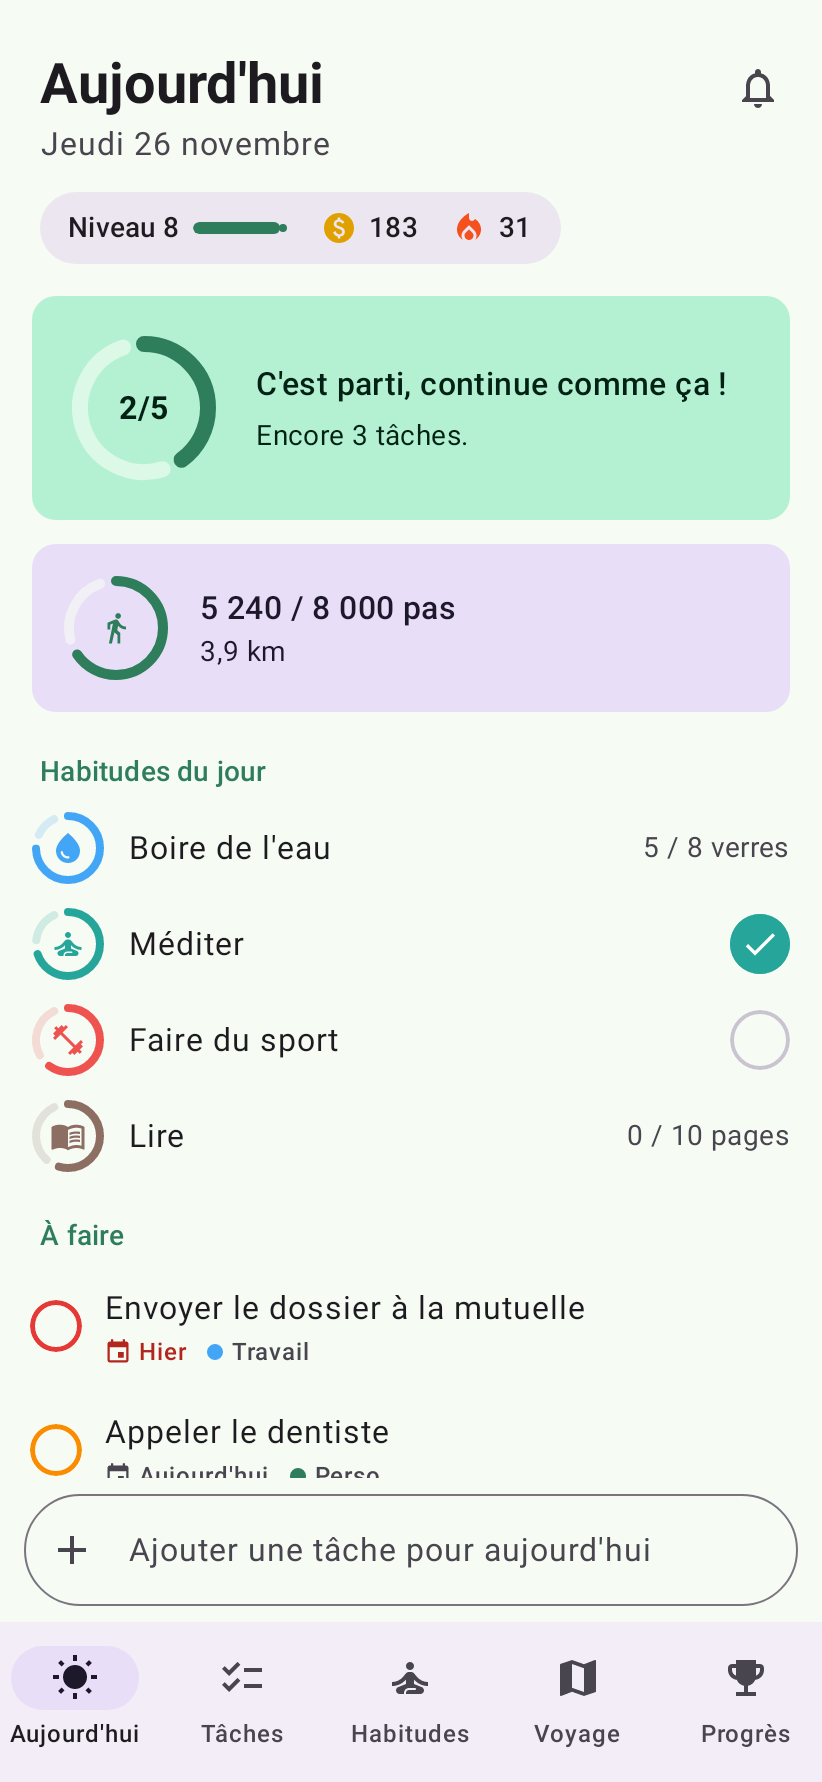 Aujourd'hui
Jeudi 26 novembre
Niveau 8 183 31
2/5
C'est parti, continue comme ça !
Encore 3 tâches.
5 240 / 8 000 pas
3,9 km
Habitudes du jour
Boire de l'eau 5 / 8 verres
Méditer
Faire du sport
Lire 0 / 10 pages
À faire
Envoyer le dossier à la mutuelle
Hier Travail
Appeler le dentiste
Aujourd'hui Perso
Ajouter une tâche pour aujourd'hui
Aujourd'hui Tâches Habitudes Voyage Progrès